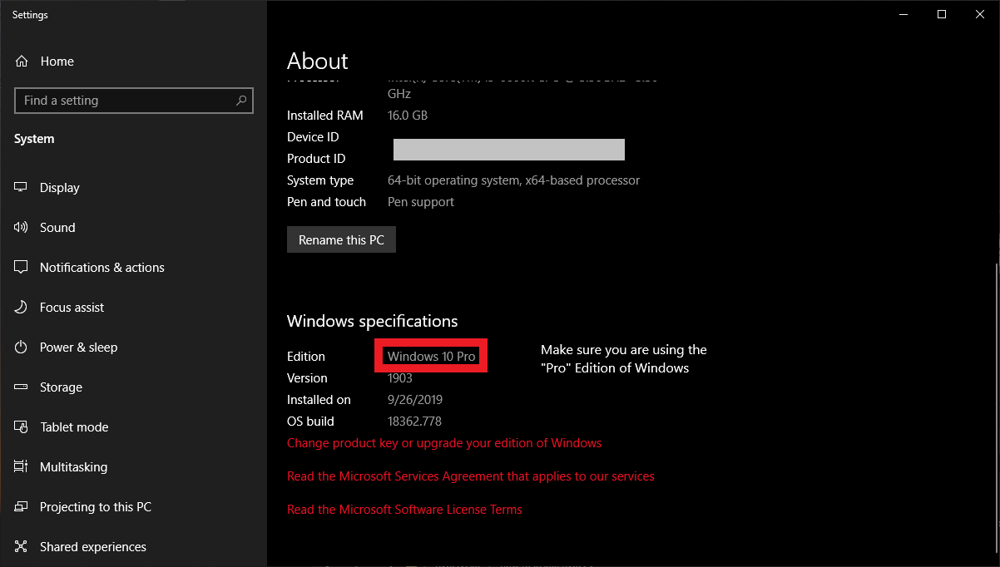 Settings
Home
Find a setting
System
Display
Sound
Notifications & actions
Focus assist
Power & sleep
Storage
Tablet mode
Multitasking
Projecting to this PC
Shared experiences
About
GHz
Installed RAM 16.0 GB
Device ID
Product ID
System type 64-bit operating system, x64-based processor
Pen and touch Pen support
Rename this PC
Windows specifications
Edition Windows 10 Pro
Version 1903
Installed on 9/26/2019
OS build 18362.778
Make sure you are using the
"Pro" Edition of Windows
Change product key or upgrade your edition of Windows
Read the Microsoft Services Agreement that applies to our services
Read the Microsoft Software License Terms